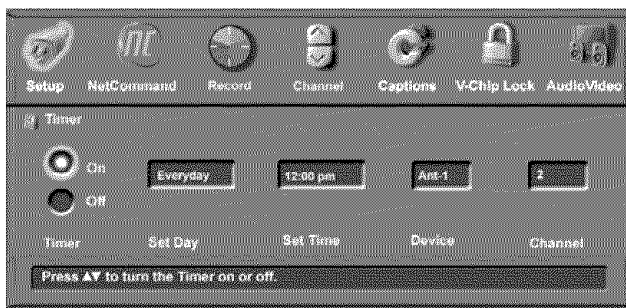 Setup NetCommand Record Channel Captions V-Chip Lock AudioVideo
Timer
On Everyday 12:00 pm Ant-1 2
Off
Timer Set Day Set Time Device Channel
Press ▲▼ to turn the Timer on or off.